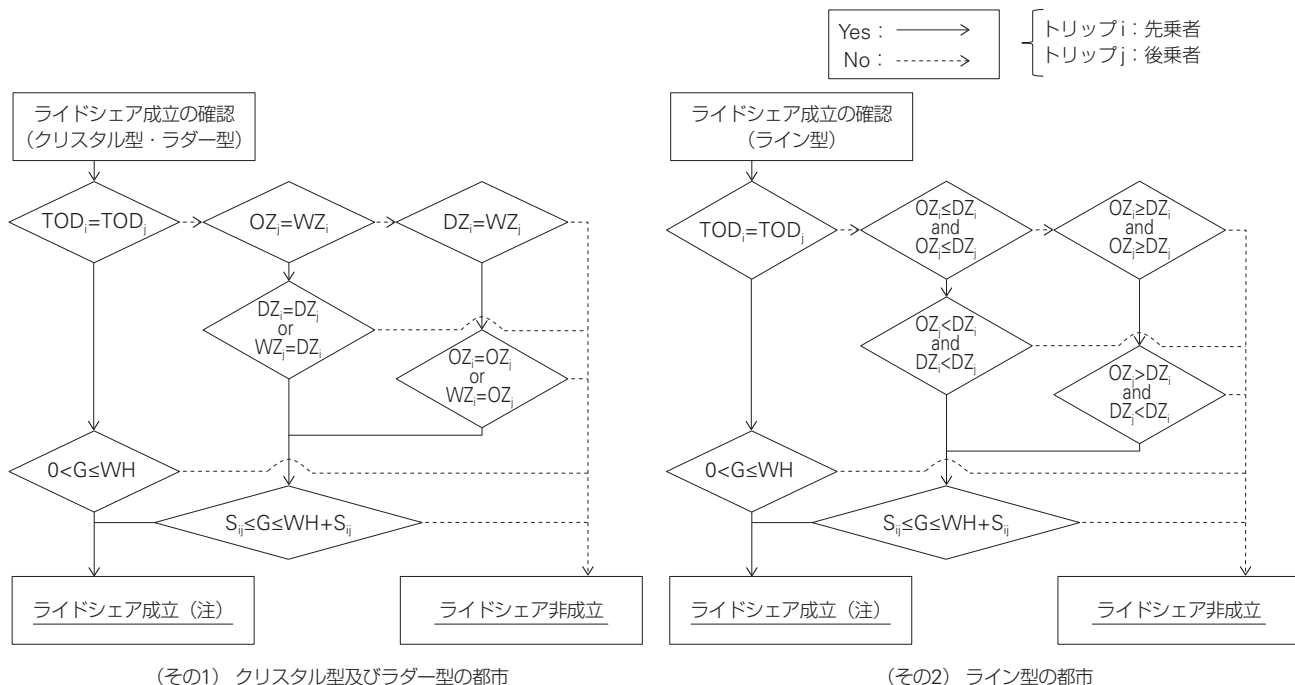 Yes：
No：
トリップi：先乗者
トリップj：後乗者
ライドシェア成立の確認
（クリスタル型・ラダー型）
TODi=TODj
OZj=WZi
DZi=WZj
DZi=DZj
or
WZj=DZi
OZi=OZj
or
WZi=OZj
0<G≤WH
Sij≤G≤WH+Sij
ライドシェア成立（注）
ライドシェア非成立
（その1） クリスタル型及びラダー型の都市
ライドシェア成立の確認
（ライン型）
TODi=TODj
OZi≤DZi
and
OZj≤DZj
OZi≥DZi
and
OZj≥DZj
OZj<DZi
and
DZi<DZj
OZj>DZi
and
DZj<DZi
0<G≤WH
Sij≤G≤WH+Sij
ライドシェア成立（注）
ライドシェア非成立
（その2） ライン型の都市